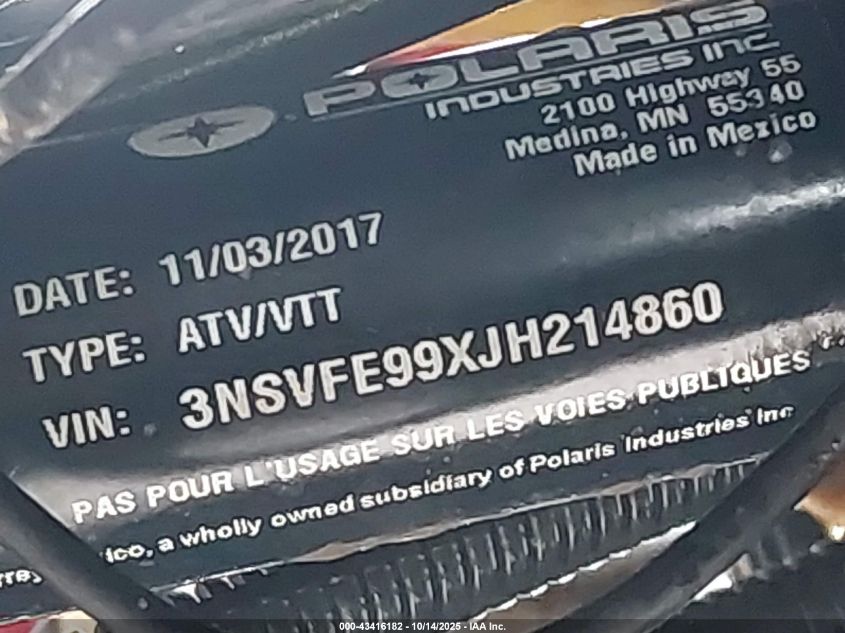 POLARIS
INDUSTRIES INC
2100 Highway 55
Medina, MN 55340
Made in Mexico
DATE: 11/03/2017
TYPE: ATV/VTT
VIN: 3NSVFE99XJH214860
PAS POUR L'USAGE SUR LES VOIES PUBLIQUES
ico, a wholly owned subsidiary of Polaris Industries Inc
000-43416182 - 10/14/2025 - IAA Inc.